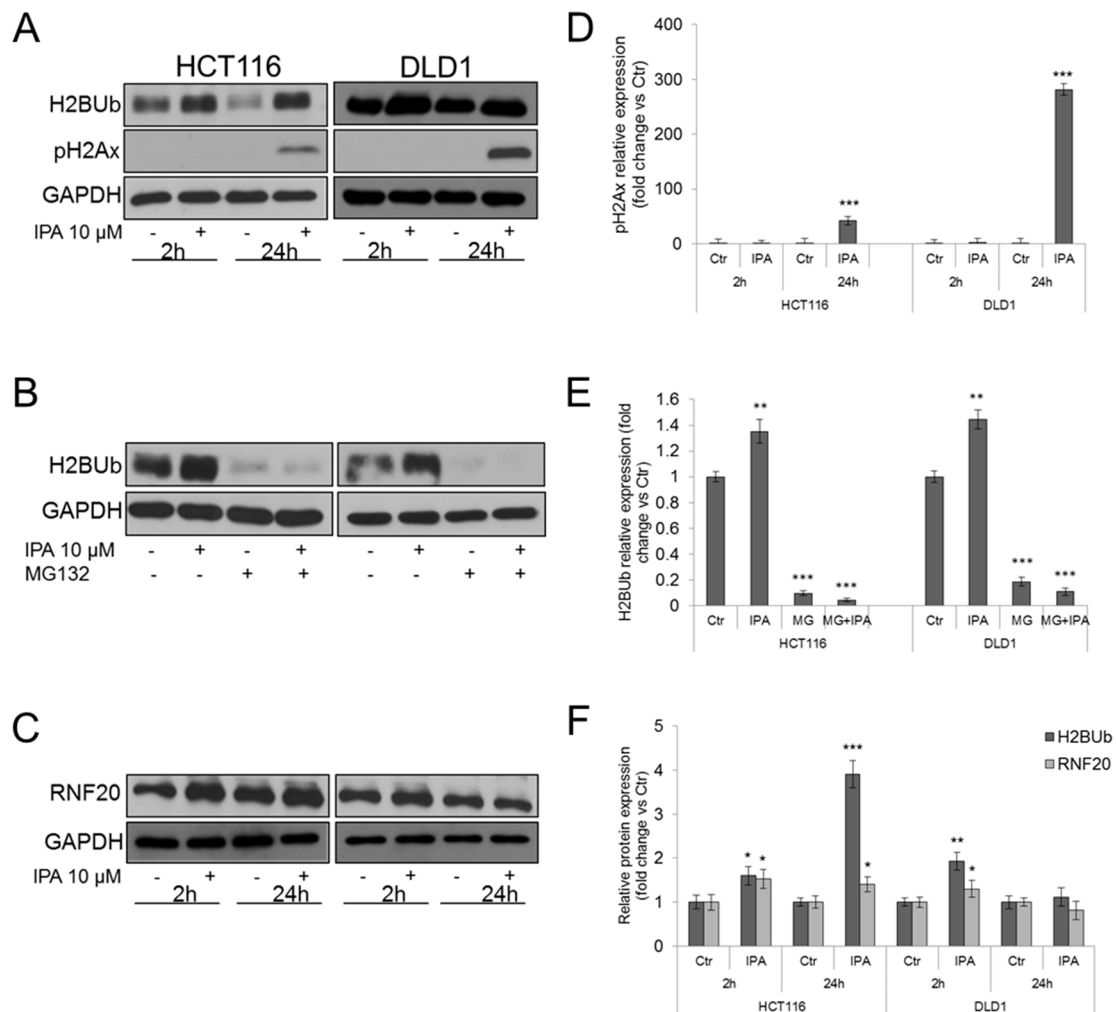 A
HCT116 DLD1
H2BUb
pH2Ax
GAPDH
IPA 10 µM - + - + - + - +
2h 24h 2h 24h
B
H2BUb
GAPDH
IPA 10 µM - + - + - + - +
MG132 - - + + - - + +
C
RNF20
GAPDH
IPA 10 µM - + - + - + - +
2h 24h 2h 24h
D
pH2Ax relative expression
(fold change vs Ctr)
400
300
200
100
0
***
***
Ctr IPA Ctr IPA Ctr IPA Ctr IPA
2h 24h 2h 24h
HCT116 DLD1
E
H2BUb relative expression (fold
change vs Ctr)
1.6
1.4
1.2
1
0.8
0.6
0.4
0.2
0
** **
*** *** *** ***
Ctr IPA MG MG+IPA Ctr IPA MG MG+IPA
HCT116 DLD1
F
Relative protein expression
(fold change vs Ctr)
5
4
3
2
1
0
H2BUb
RNF20
* * *** * ** *
Ctr IPA Ctr IPA Ctr IPA Ctr IPA
2h 24h 2h 24h
HCT116 DLD1